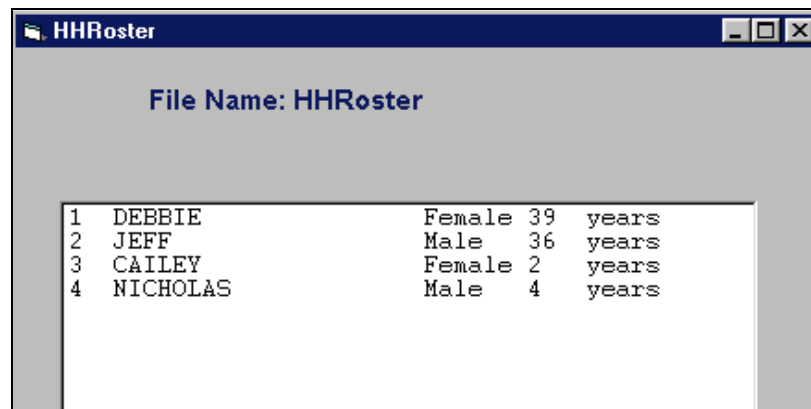 HHRoster
File Name: HHRoster
1 DEBBIE Female 39 years
2 JEFF Male 36 years
3 CAILEY Female 2 years
4 NICHOLAS Male 4 years